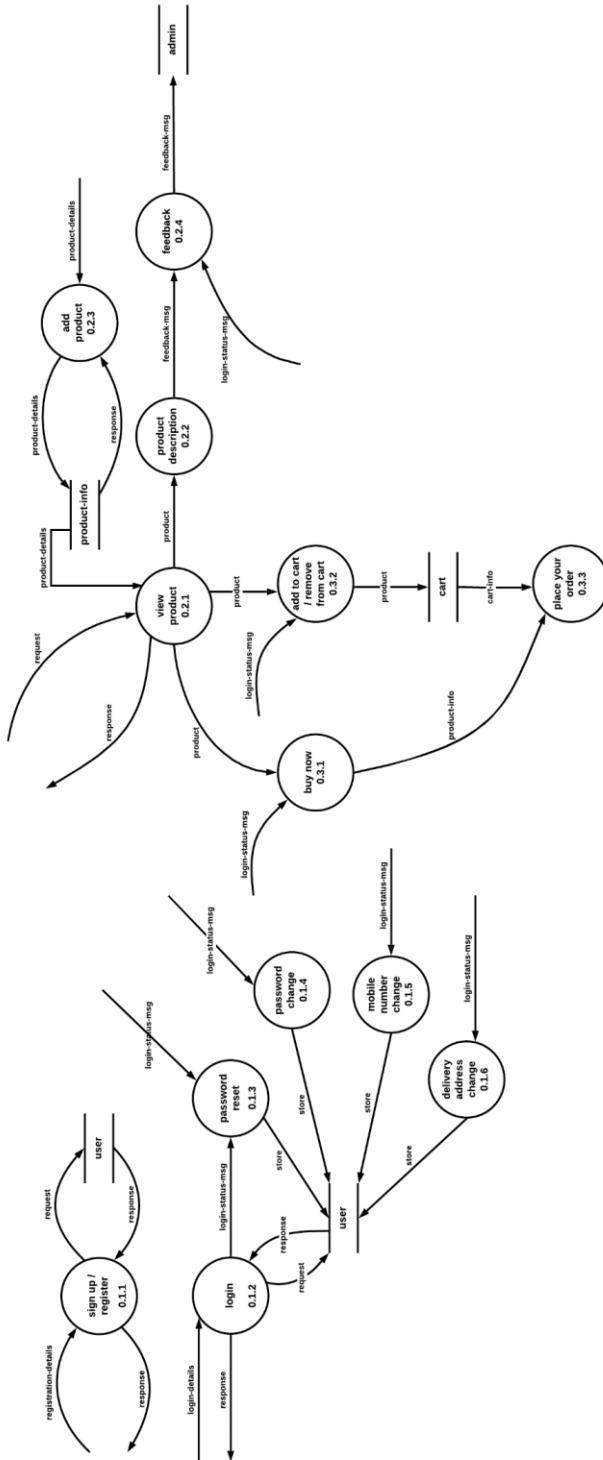 registration-details
response
sign up /
register
0.1.1
request
response
user
login-details
response
login
0.1.2
login-status-msg
request
response
password
reset
0.1.3
login-status-msg
store
user
password
change
0.1.4
login-status-msg
store
mobile
number
change
0.1.5
login-status-msg
store
delivery
address
change
0.1.6
login-status-msg
store
request
response
view
product
0.2.1
product-details
product-info
product-details
response
add
product
0.2.3
product-details
product
product
description
0.2.2
feedback-msg
feedback
0.2.4
login-status-msg
feedback-msg
admin
product
buy now
0.3.1
login-status-msg
product-info
product
add to cart
/ remove
from cart
0.3.2
login-status-msg
product
cart
cart-info
place your
order
0.3.3